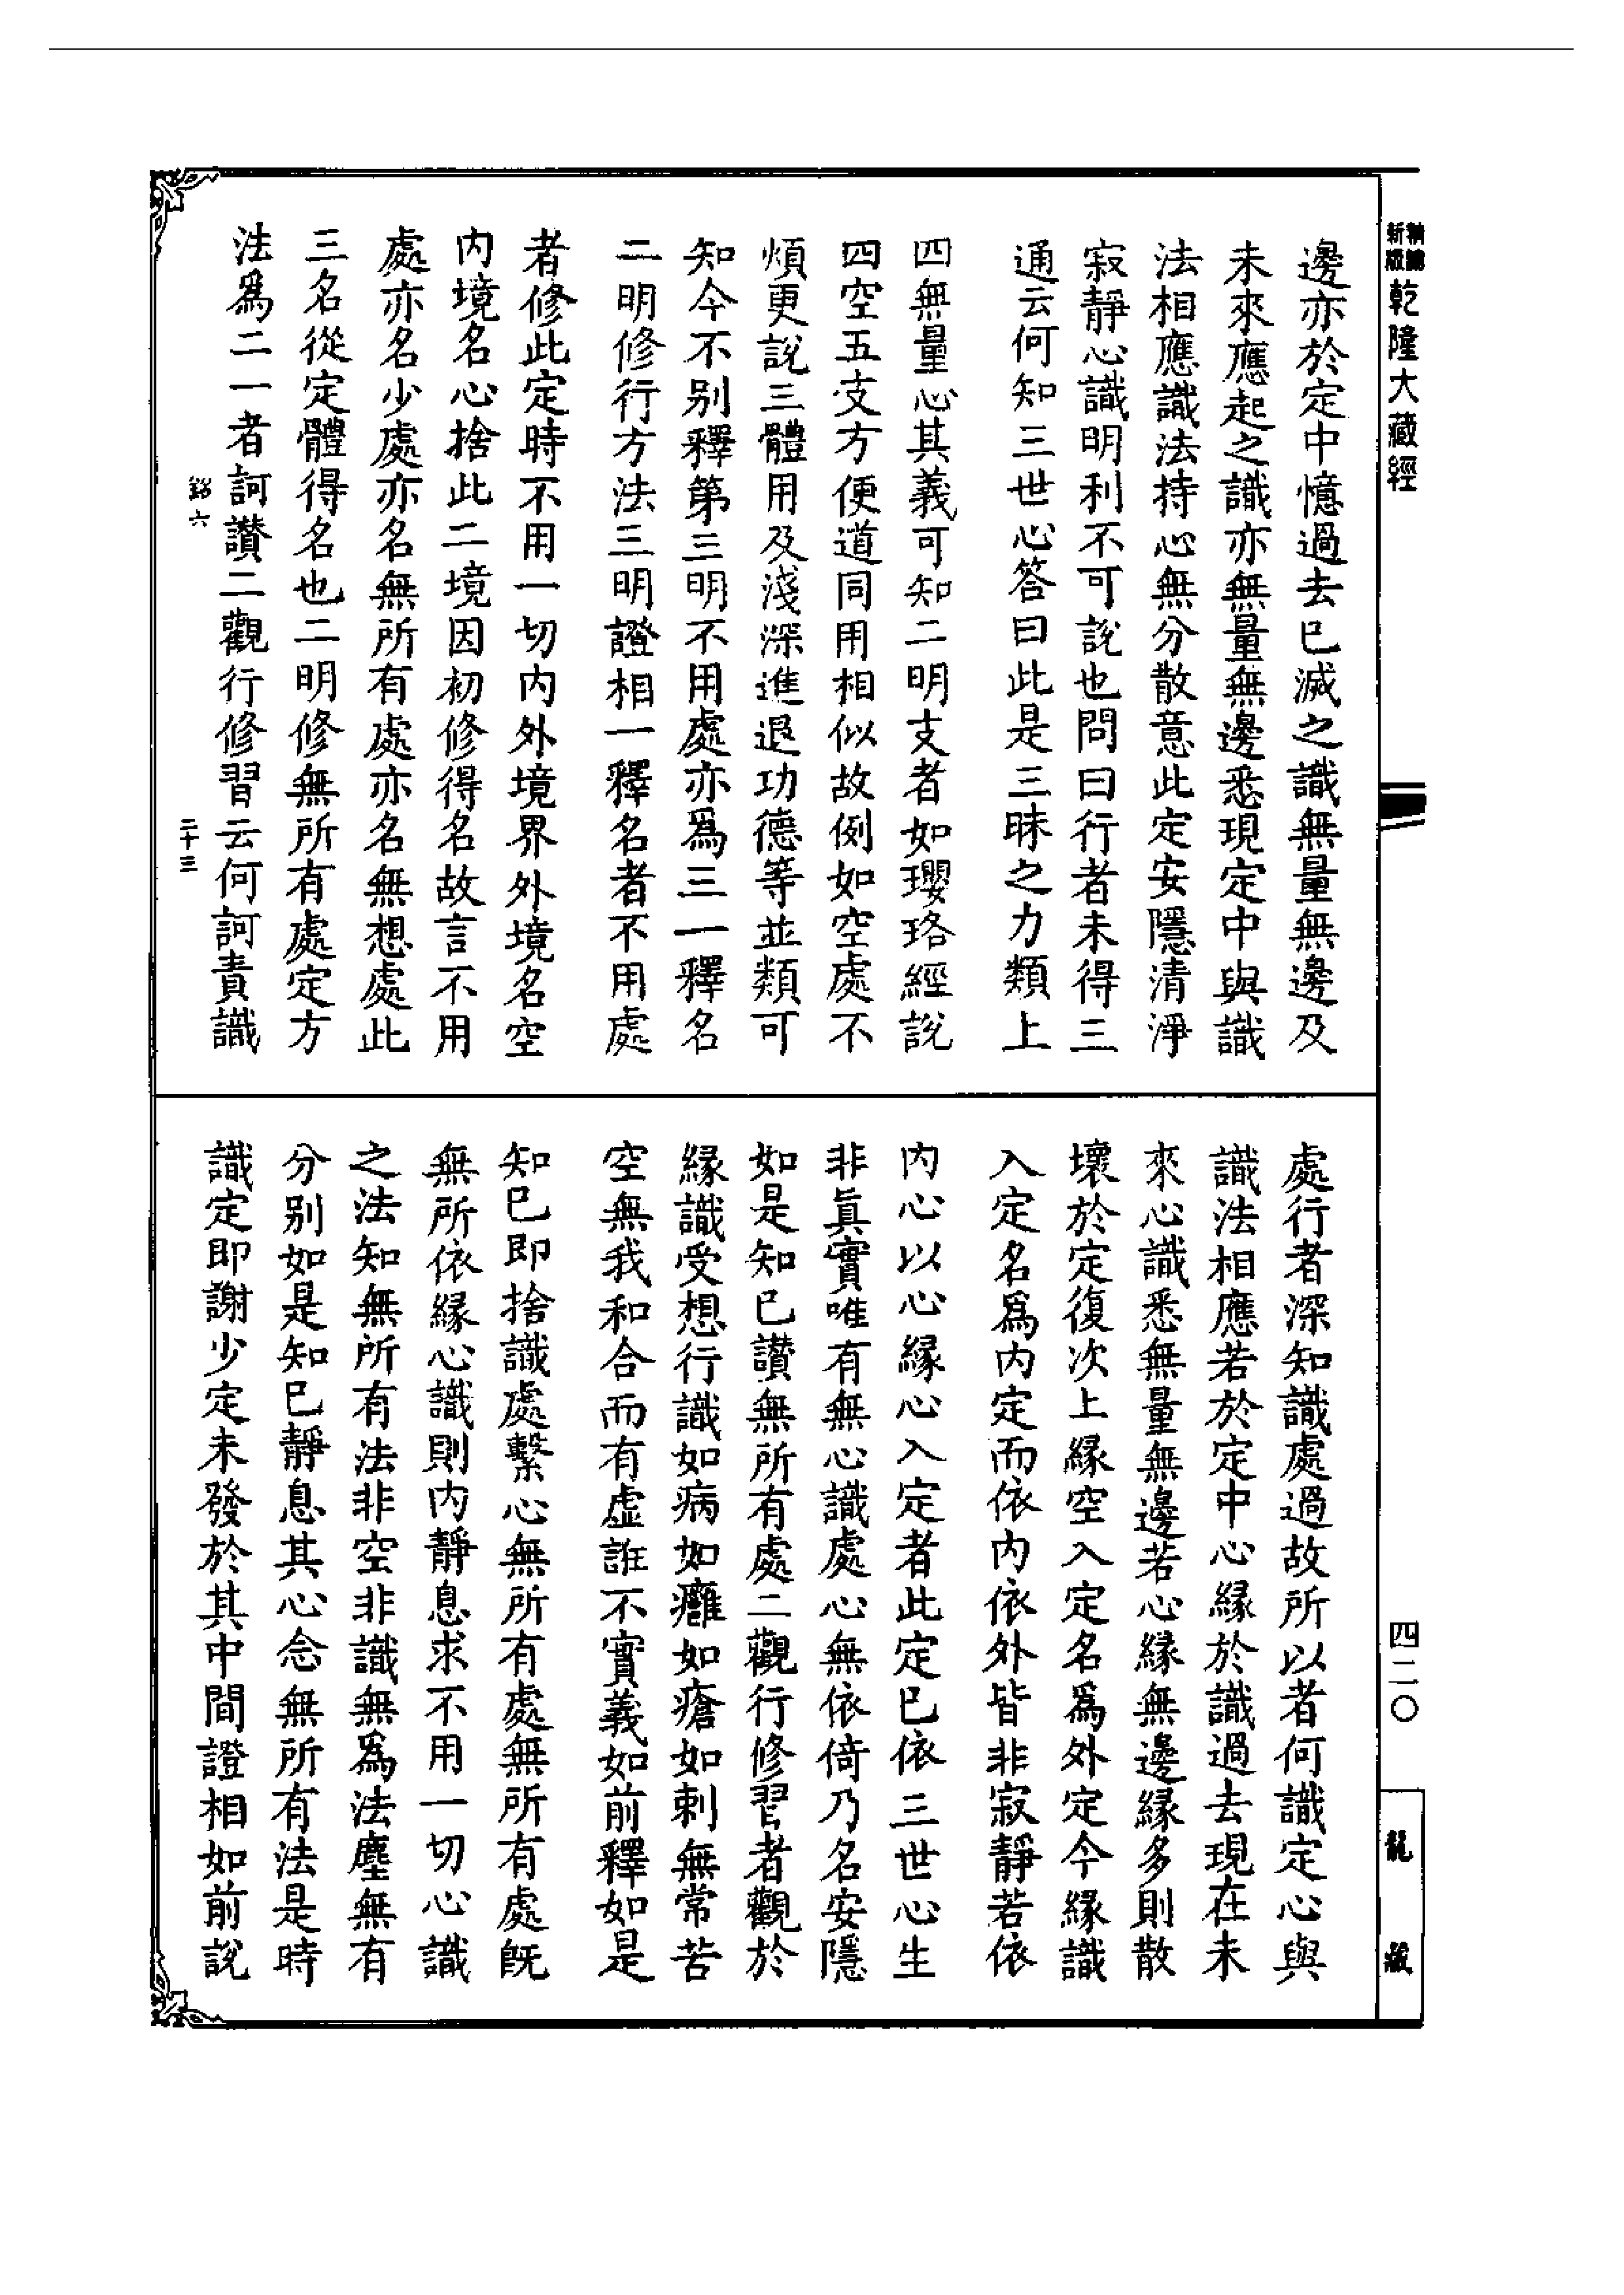 新版
精縮
乾隆大藏經
邊亦於定中憶過去已滅之識無量無邊及
未來應起之識亦無量無邊悉現定中與識
法相應識法持心無分散意此定安隱清淨
寂靜心識明利不可說也問曰行者未得三
通云何知三世心答曰此是三昧之力類上
四無量心其義可知二明支者如瓔珞經說
四空五支方便道同用相似故例如空處不
煩更說三體用及淺深進退功德等並類可
知今不别釋第三明不用處亦爲三一釋名
二明修行方法三明證相一釋名者不用處
者修此定時不用一切内外境界外境名空
内境名心捨此二境因初修得名故言不用
處亦名少處亦名無所有處亦名無想處此
三名從定體得名也二明修無所有處定方
法爲二一者訶讃二觀行修習云何訶責識
銘六
二十三
處行者深知識處過故所以者何識定心與
識法相應若於定中心緣於識過去現在未
來心識悉無量無邊若心緣無邊緣多則散
壞於定復次上緣空入定名爲外定今緣識
入定名爲内定而依内依外皆非寂靜若依
内心以心緣心入定者此定已依三世心生
非眞實唯有無心識處心無依倚乃名安隱
如是知已讃無所有處二觀行修習者觀於
緣識受想行識如病如癰如瘡如刺無常苦
空無我和合而有虛誑不實義如前釋如是
知已即捨識處繫心無所有處無所有處旣
無所依緣心識則内靜息求不用一切心識
之法知無所有法非空非識無爲法塵無有
分别如是知已靜息其心念無所有法是時
識定即謝少定未發於其中間證相如前說
四二〇
龍藏